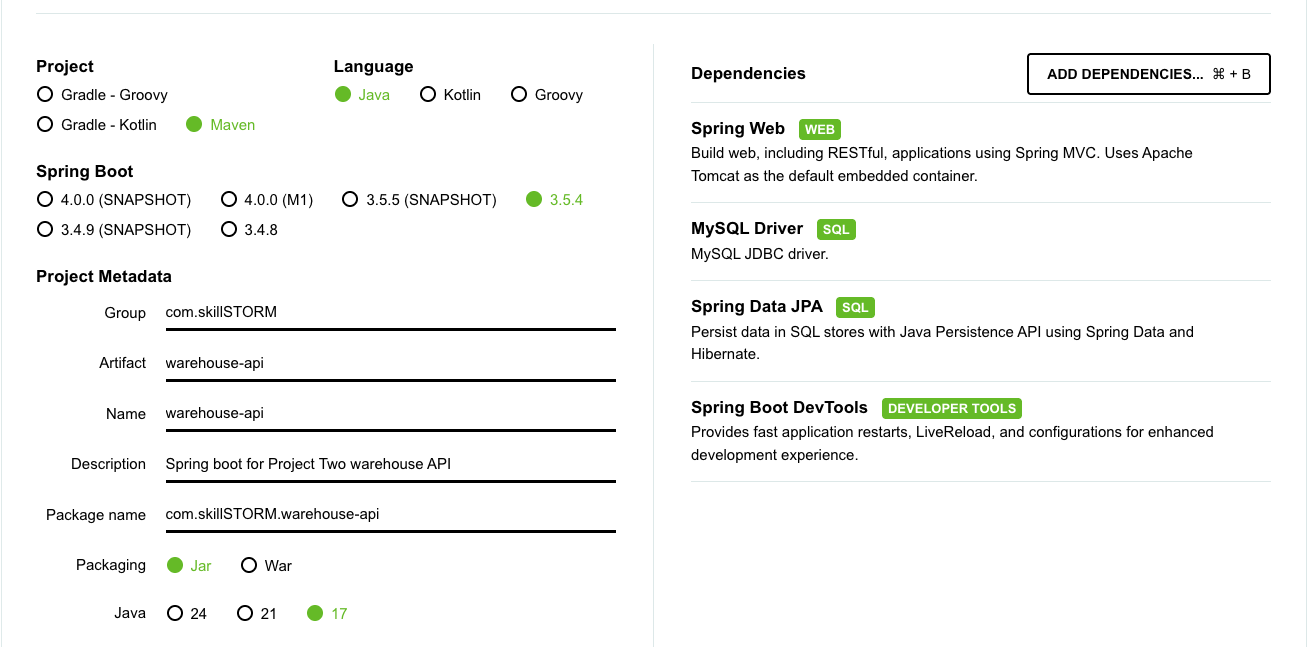 Project
Gradle - Groovy
Gradle - Kotlin Maven
Language
Java Kotlin Groovy
Spring Boot
4.0.0 (SNAPSHOT) 4.0.0 (M1) 3.5.5 (SNAPSHOT) 3.5.4
3.4.9 (SNAPSHOT) 3.4.8
Project Metadata
Group com.skillSTORM
Artifact warehouse-api
Name warehouse-api
Description Spring boot for Project Two warehouse API
Package name com.skillSTORM.warehouse-api
Packaging Jar War
Java 24 21 17
Dependencies ADD DEPENDENCIES... ⌘ + B
Spring Web WEB
Build web, including RESTful, applications using Spring MVC. Uses Apache
Tomcat as the default embedded container.
MySQL Driver SQL
MySQL JDBC driver.
Spring Data JPA SQL
Persist data in SQL stores with Java Persistence API using Spring Data and
Hibernate.
Spring Boot DevTools DEVELOPER TOOLS
Provides fast application restarts, LiveReload, and configurations for enhanced
development experience.